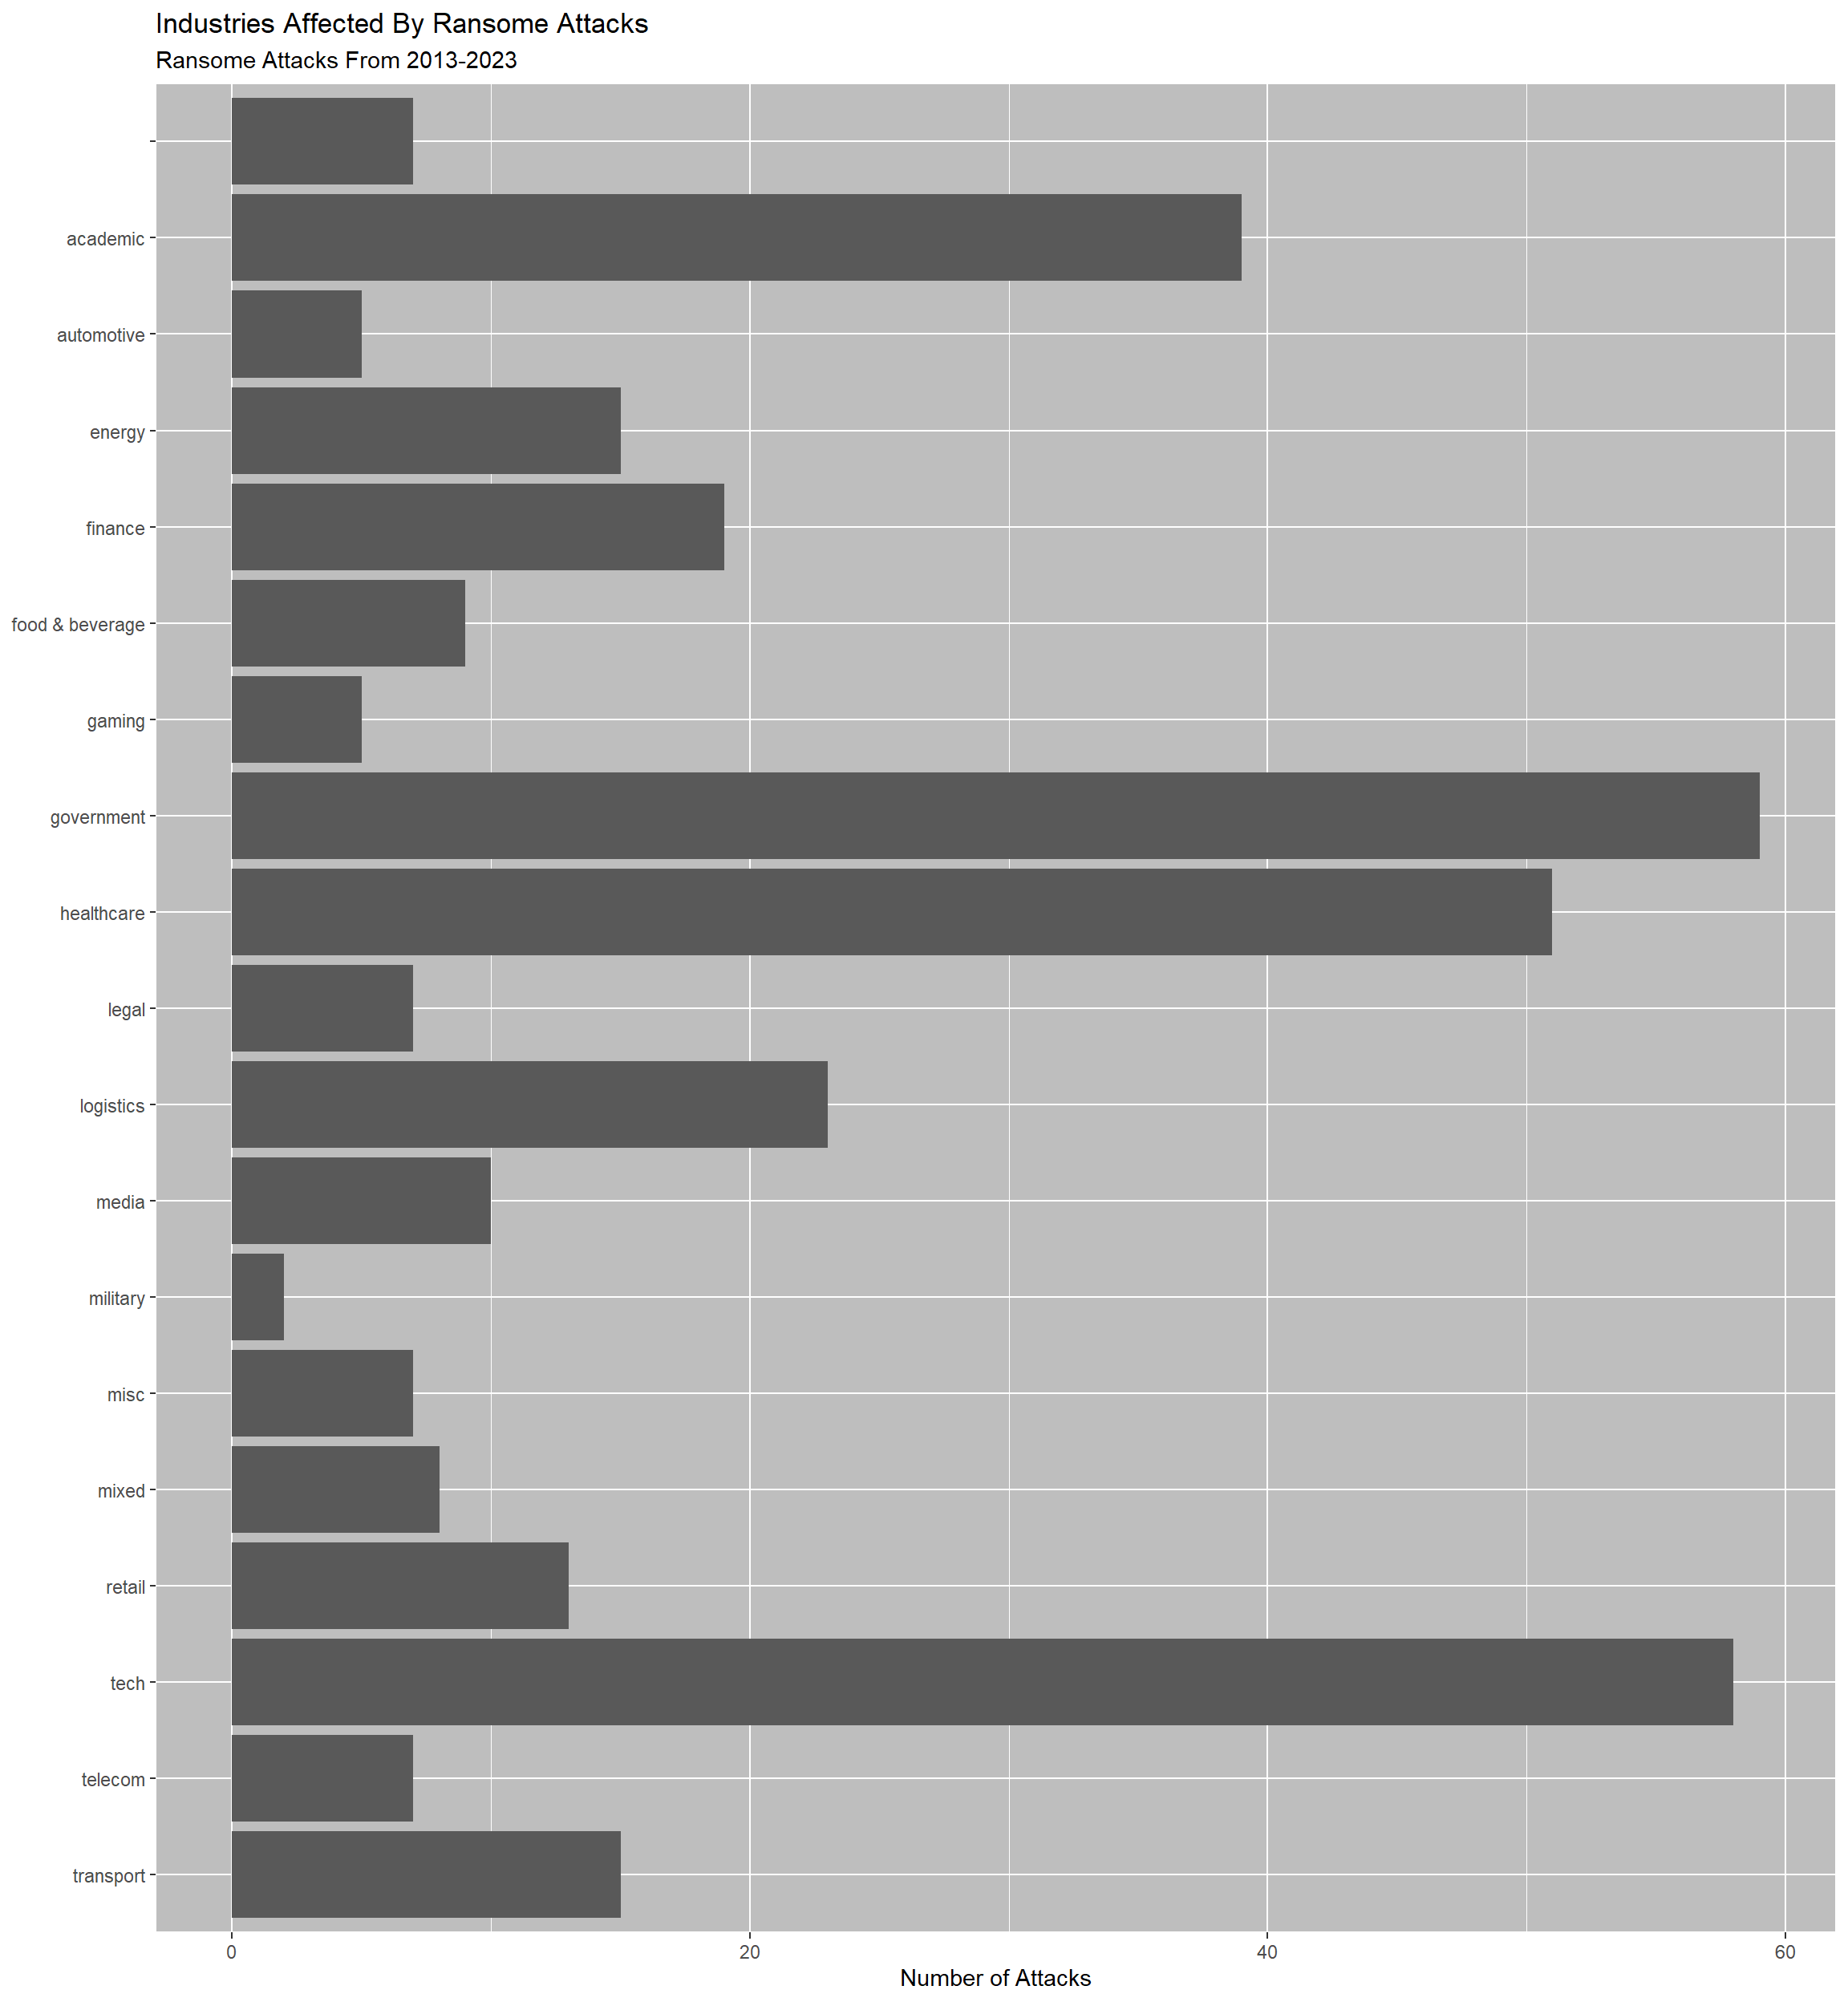 Industries Affected By Ransome Attacks
Ransome Attacks From 2013-2023
academic
automotive
energy
finance
food & beverage
gaming
government
healthcare
legal
logistics
media
military
misc
mixed
retail
tech
telecom
transport
0 20 40 60
Number of Attacks